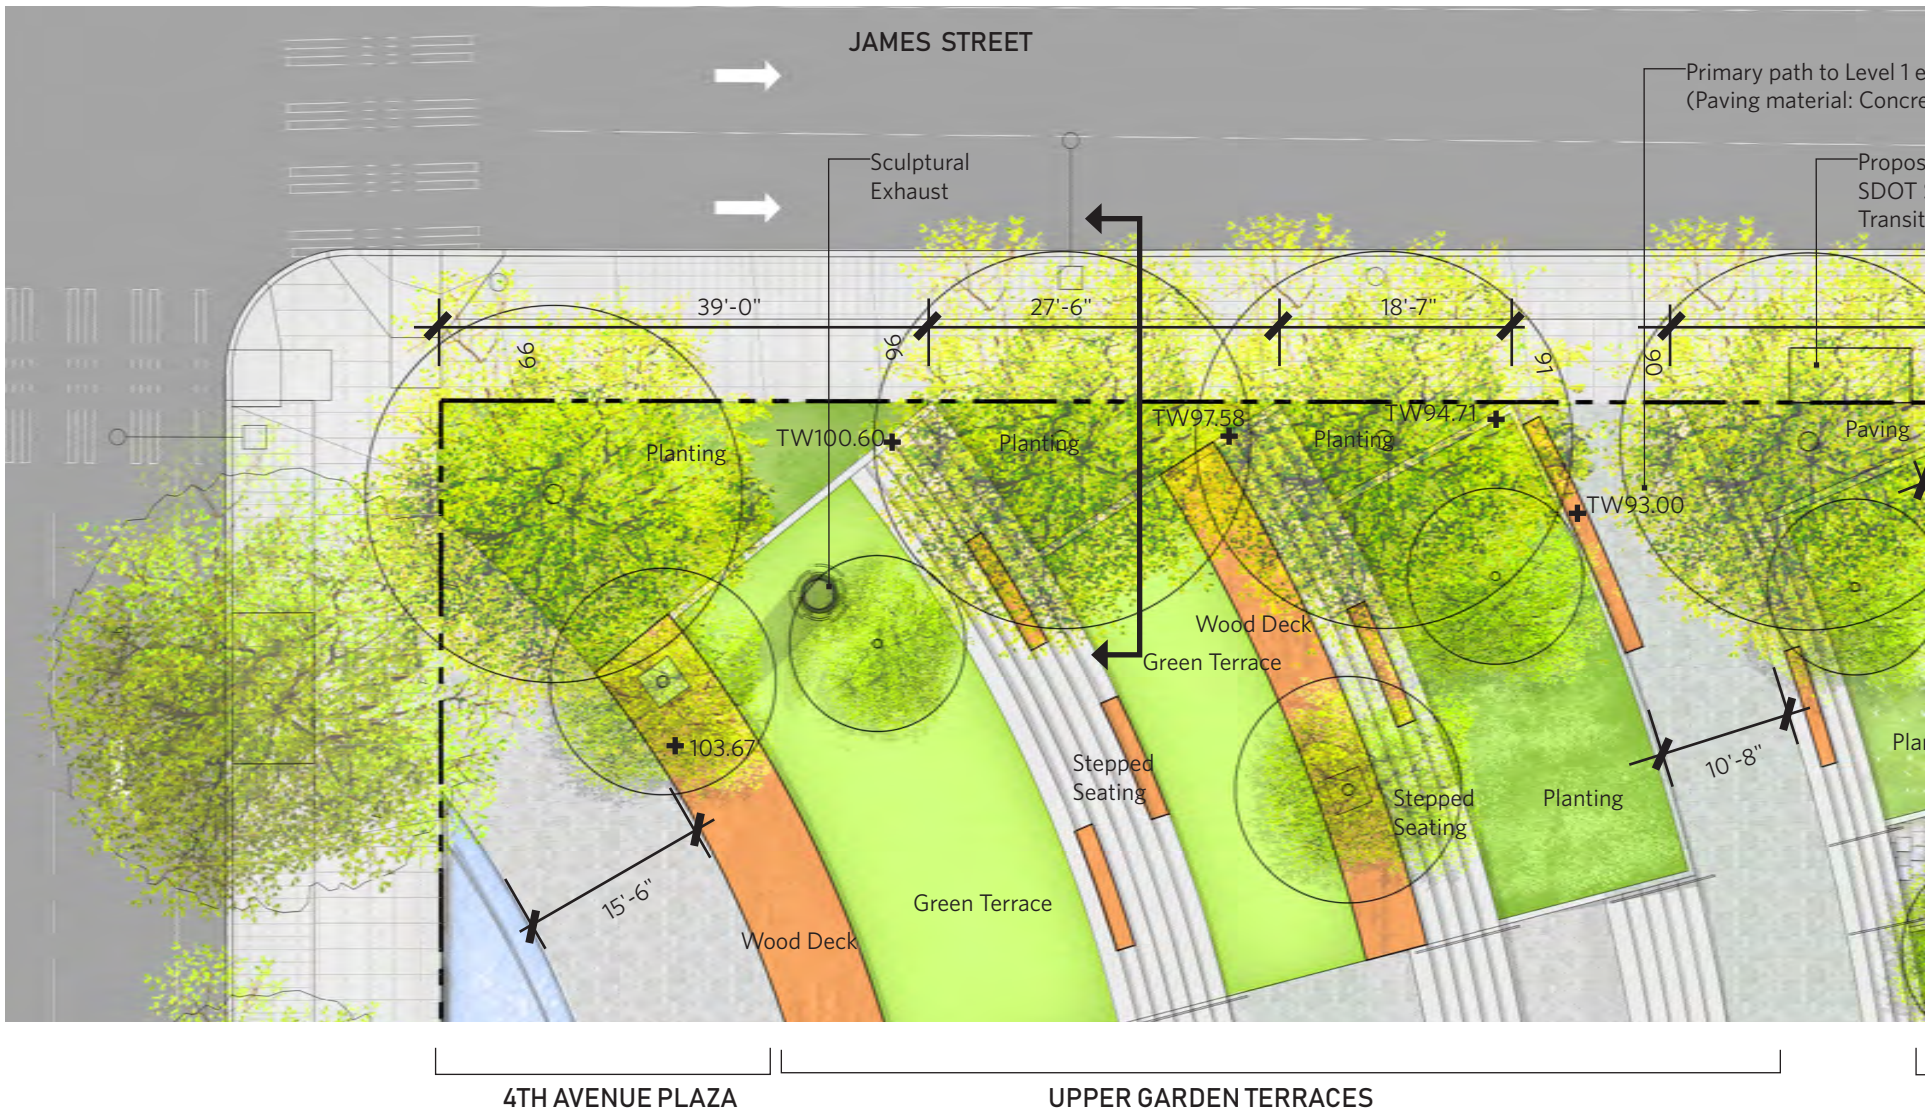 JAMES STREET
Primary path to Level 1 e
(Paving material: Concre
Sculptural
Exhaust
Propos
SDOT
Transit
39'-0"
27'-6"
18'-7"
99
96
91
90
TW100.60
TW97.58
TW94.71
Planting
Planting
Planting
Paving
TW93.00
Wood Deck
Green Terrace
103.67
Stepped
Seating
10'-8"
Plan
Stepped
Seating
Planting
15'-6"
Green Terrace
Wood Deck
4TH AVENUE PLAZA
UPPER GARDEN TERRACES